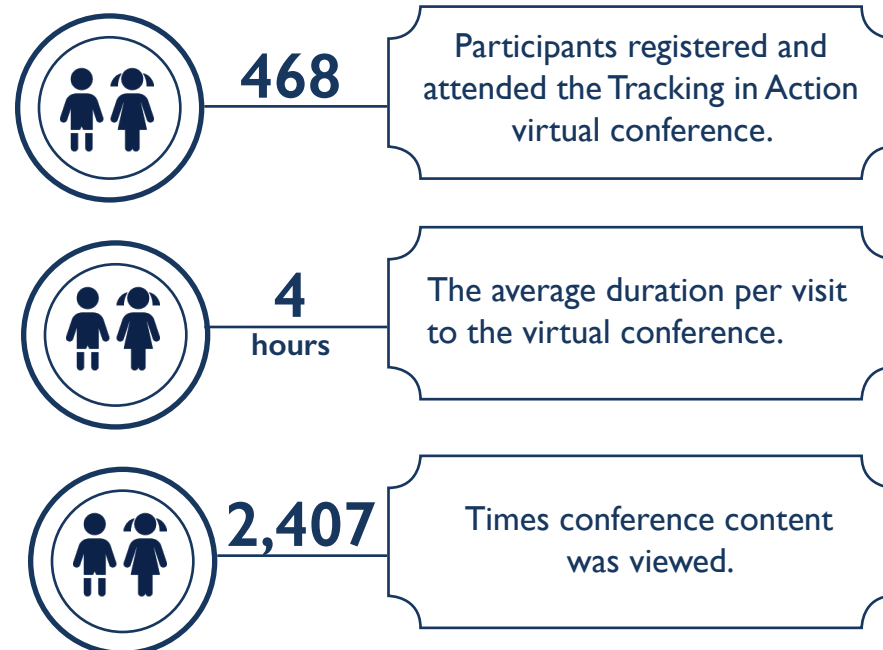 468
Participants registered and
attended the Tracking in Action
virtual conference.
4
hours
The average duration per visit
to the virtual conference.
2,407
Times conference content
was viewed.